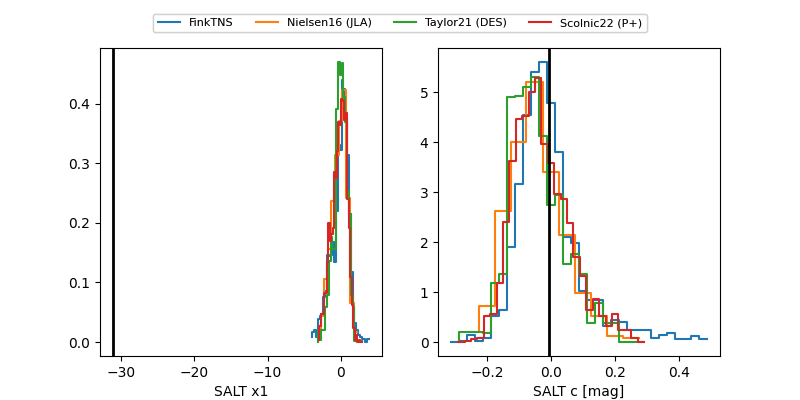 FinkTNS Nielsen16 (JLA) Taylor21 (DES) Scolnic22 (P+)
0.4
0.3
0.2
0.1
0.0
−30 −20 −10 0
SALT x1
5
4
3
2
1
0
−0.2 0.0 0.2 0.4
SALT c [mag]